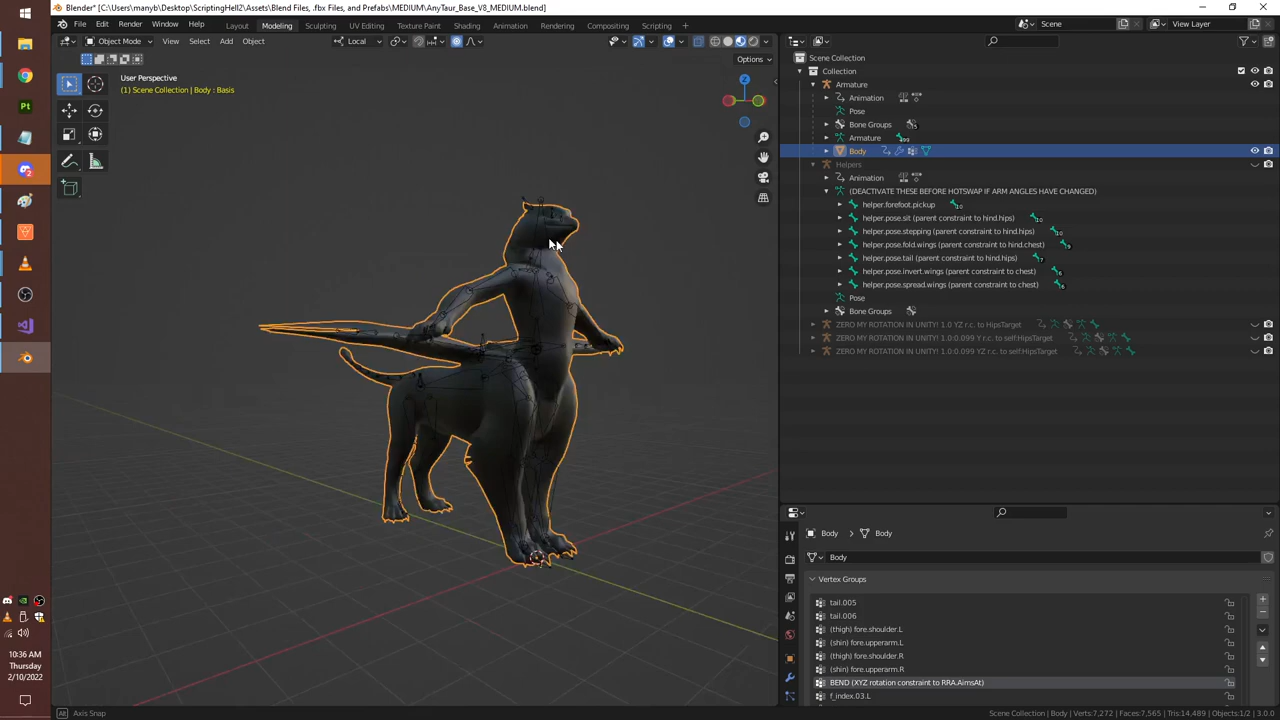 Blender* [C:\Users\manyb\Desktop\ScriptingHell2\Assets\Blend Files, .fbx Files, and Prefabs\MEDIUM\AnyTaur_Base_V8_MEDIUM.blend]
File Edit Render Window Help Layout Modeling Sculpting UV Editing Texture Paint Shading Animation Rendering Compositing Scripting Scene View Layer
Object Mode View Select Add Object Local
Options
User Perspective
(1) Scene Collection | Body : Basis
Z
Scene Collection
Collection
Armature
Animation
Pose
Bone Groups 15
Armature 499
Body
Helpers
Animation
(DEACTIVATE THESE BEFORE HOTSWAP IF ARM ANGLES HAVE CHANGED)
helper.forefoot.pickup 10
helper.pose.sit (parent constraint to hind.hips) 10
helper.pose.stepping (parent constraint to hind.hips) 10
helper.pose.fold.wings (parent constraint to hind.chest) 9
helper.pose.tail (parent constraint to hind.hips) 7
helper.pose.invert.wings (parent constraint to chest) 6
helper.pose.spread.wings (parent constraint to chest) 6
Pose
Bone Groups
ZERO MY ROTATION IN UNITY! 1.0 YZ r.c. to HipsTarget
ZERO MY ROTATION IN UNITY! 1.0:0.099 Y r.c. to self:HipsTarget
ZERO MY ROTATION IN UNITY! 1.0:0.099 YZ r.c. to self:HipsTarget
Body Body
Body
Vertex Groups
tail.005
tail.006
(thigh) fore.shoulder.L
(shin) fore.upperarm.L
(thigh) fore.shoulder.R
(shin) fore.upperarm.R
BEND (XYZ rotation constraint to RRA.AimsAt)
f_index.03.L
Pt
10:36 AM
Thursday
2/10/2022
Alt Axis Snap
Scene Collection | Body | Verts:7,272 | Faces:7,565 | Tris:14,489 | Objects:1/2 | 3.0.0